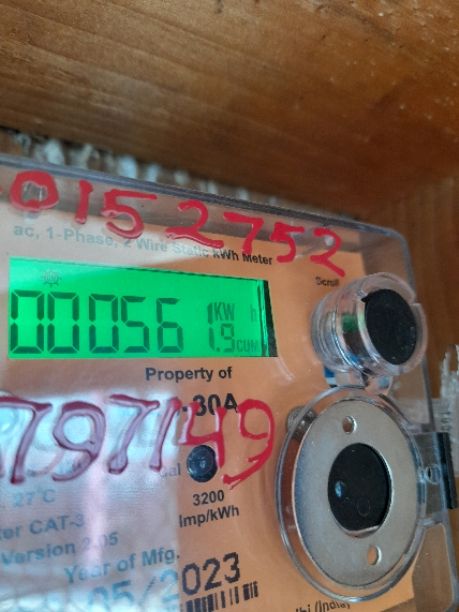 0152752
ac, 1-Phase, 2 Wire Static kWh Meter
Scroll
00056 1.9 KW h
CUM
Property of
-30A
797149
27°C
3200
Imp/kWh
CAT-3
Version 2.05
Year of Mfg.
05/2023
(India)